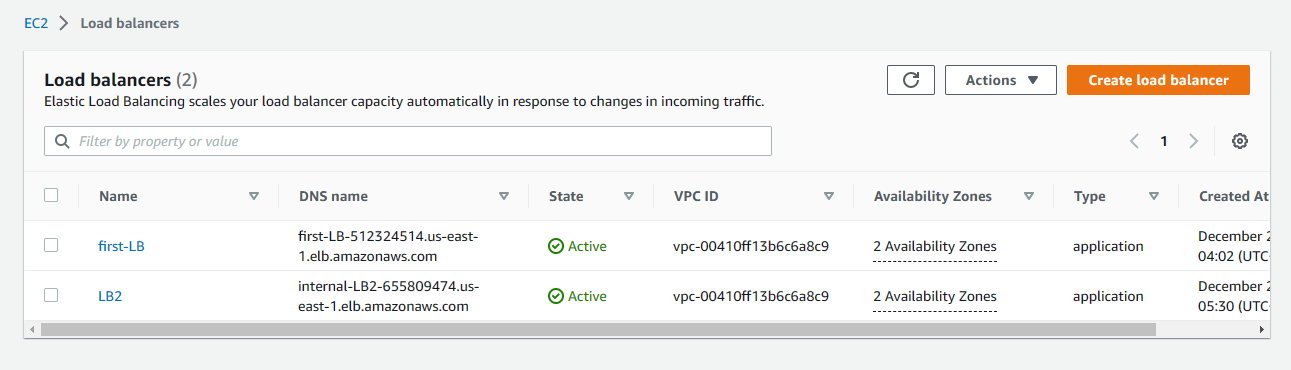 EC2 > Load balancers
Load balancers (2)
Actions
Create load balancer
Elastic Load Balancing scales your load balancer capacity automatically in response to changes in incoming traffic.
Filter by property or value
1
Name DNS name State VPC ID Availability Zones Type Created At
first-LB first-LB-512324514.us-east-1.elb.amazonaws.com Active vpc-00410ff13b6c6a8c9 2 Availability Zones application December 2 04:02 (UTC-
LB2 internal-LB2-655809474.us-east-1.elb.amazonaws.com Active vpc-00410ff13b6c6a8c9 2 Availability Zones application December 2 05:30 (UTC-